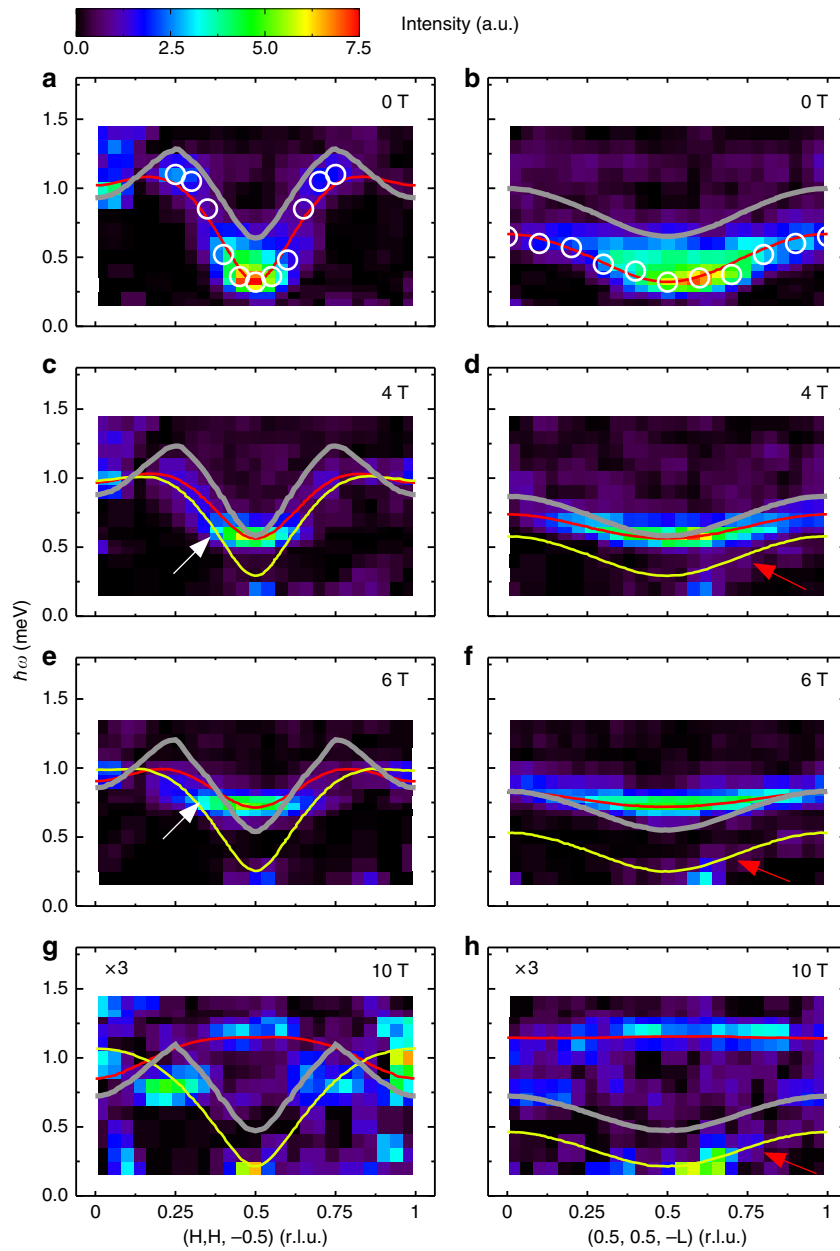 Intensity (a.u.)
0.0 2.5 5.0 7.5
a 0 T
b 0 T
1.5
1.0
0.5
0.0
c 4 T
d 4 T
1.5
1.0
0.5
0.0
ħω (meV)
e 6 T
f 6 T
1.5
1.0
0.5
0.0
g ×3 10 T
h ×3 10 T
1.5
1.0
0.5
0.0
0 0.25 0.5 0.75 1
0 0.25 0.5 0.75 1
(H,H, –0.5) (r.l.u.)
(0.5, 0.5, –L) (r.l.u.)